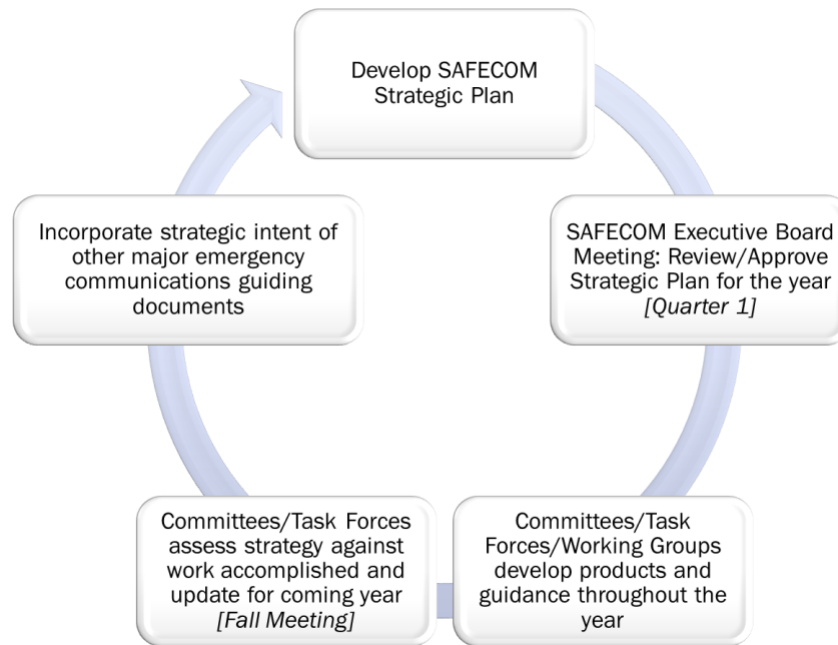 Develop SAFECOM
Strategic Plan
SAFECOM Executive Board
Meeting: Review/Approve
Strategic Plan for the year
[Quarter 1]
Committees/Task
Forces/Working Groups
develop products and
guidance throughout the
year
Committees/Task Forces
assess strategy against
work accomplished and
update for coming year
[Fall Meeting]
Incorporate strategic intent of
other major emergency
communications guiding
documents